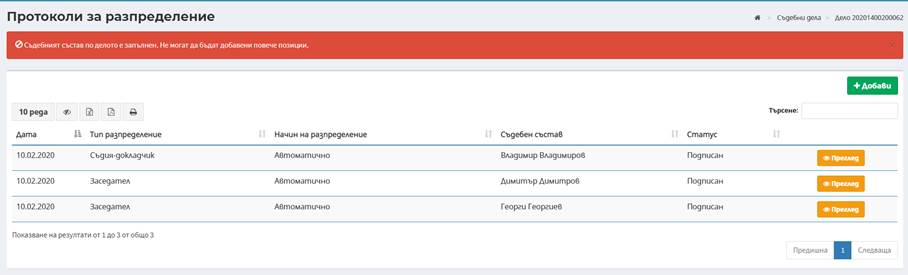 Протоколи за разпределение
Съдебни дела » Дело 20201400200062
Съдебният състав по делото е запълнен. Не могат да бъдат добавени повече позиции.
×
+ Добави
10 реда
Търсене:
Дата Тип разпределение Начин на разпределение Съдебен състав Статус
10.02.2020 Съдия-докладчик Автоматично Владимир Владимиров Подписан Преглед
10.02.2020 Заседател Автоматично Димитър Димитров Подписан Преглед
10.02.2020 Заседател Автоматично Георги Георгиев Подписан Преглед
Показване на резултати от 1 до 3 от общо 3
Предишна 1 Следваща